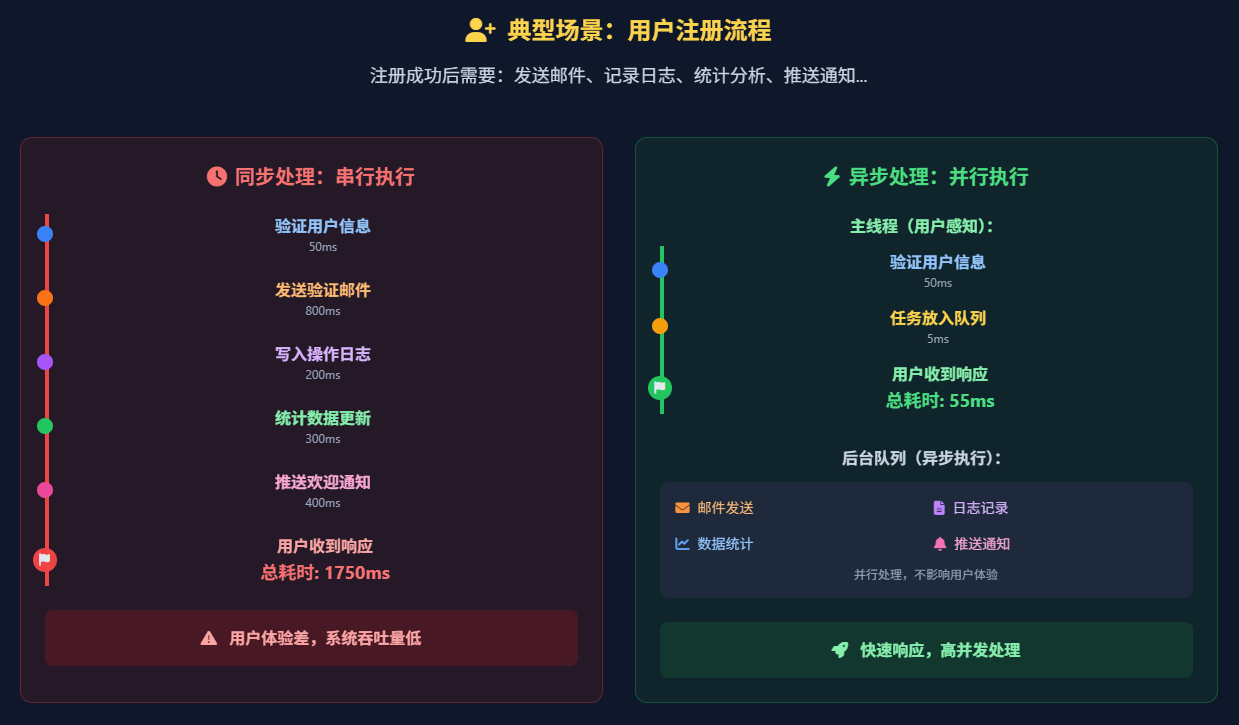 典型场景：用户注册流程
注册成功后需要：发送邮件、记录日志、统计分析、推送通知...
同步处理：串行执行
验证用户信息
50ms
发送验证邮件
800ms
写入操作日志
200ms
统计数据更新
300ms
推送欢迎通知
400ms
用户收到响应
总耗时: 1750ms
用户体验差，系统吞吐量低
异步处理：并行执行
主线程（用户感知）：
验证用户信息
50ms
任务放入队列
5ms
用户收到响应
总耗时: 55ms
后台队列（异步执行）：
邮件发送
日志记录
数据统计
推送通知
并行处理，不影响用户体验
快速响应，高并发处理